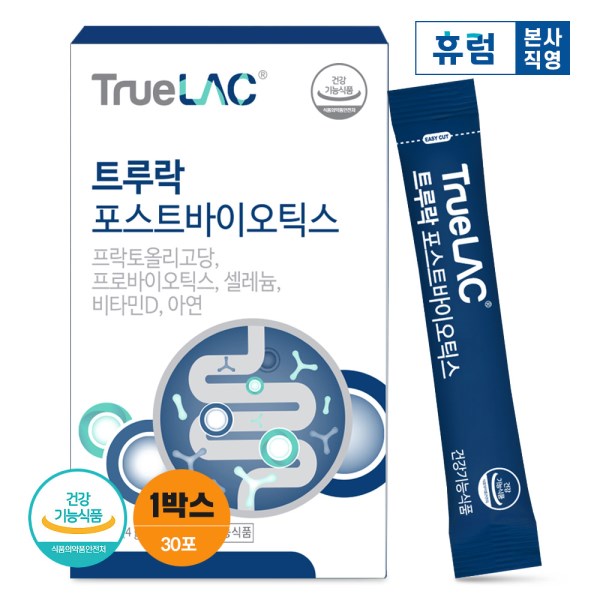 휴럼
본사
직영
TrueLAC®
건강
기능식품
식품의약품안전처
트루락
포스트바이오틱스
프락토올리고당,
프로바이오틱스, 셀레늄,
비타민D, 아연
EASY CUT
TrueLAC®
트루락 포스트바이오틱스
건강기능식품
건강
기능식품
건강
기능식품
식품의약품안전처
1박스
30포